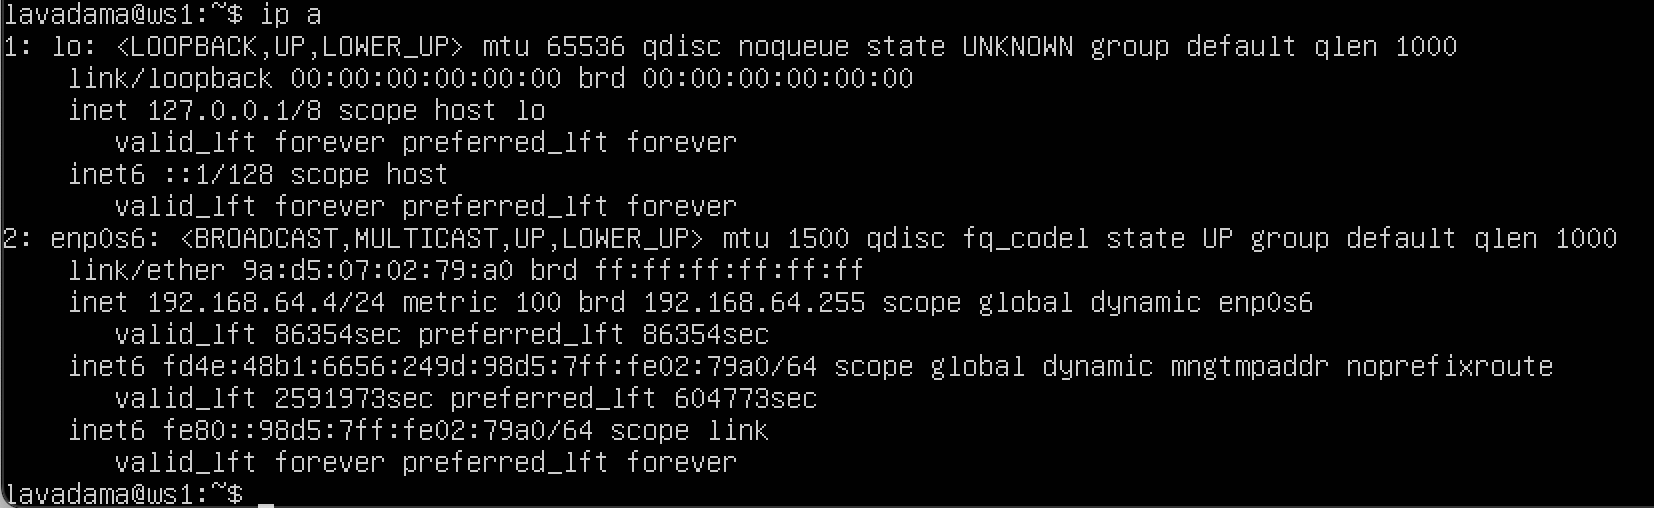 lavadama@ws1:~$ ip a
1: lo: <LOOPBACK,UP,LOWER_UP> mtu 65536 qdisc noqueue state UNKNOWN group default qlen 1000
    link/loopback 00:00:00:00:00:00 brd 00:00:00:00:00:00
    inet 127.0.0.1/8 scope host lo
       valid_lft forever preferred_lft forever
    inet6 ::1/128 scope host
       valid_lft forever preferred_lft forever
2: enp0s6: <BROADCAST,MULTICAST,UP,LOWER_UP> mtu 1500 qdisc fq_codel state UP group default qlen 1000
    link/ether 9a:d5:07:02:79:a0 brd ff:ff:ff:ff:ff:ff
    inet 192.168.64.4/24 metric 100 brd 192.168.64.255 scope global dynamic enp0s6
       valid_lft 86354sec preferred_lft 86354sec
    inet6 fd4e:48b1:6656:249d:98d5:7ff:fe02:79a0/64 scope global dynamic mngtmpaddr noprefixroute
       valid_lft 2591973sec preferred_lft 604773sec
    inet6 fe80::98d5:7ff:fe02:79a0/64 scope link
       valid_lft forever preferred_lft forever
lavadama@ws1:~$